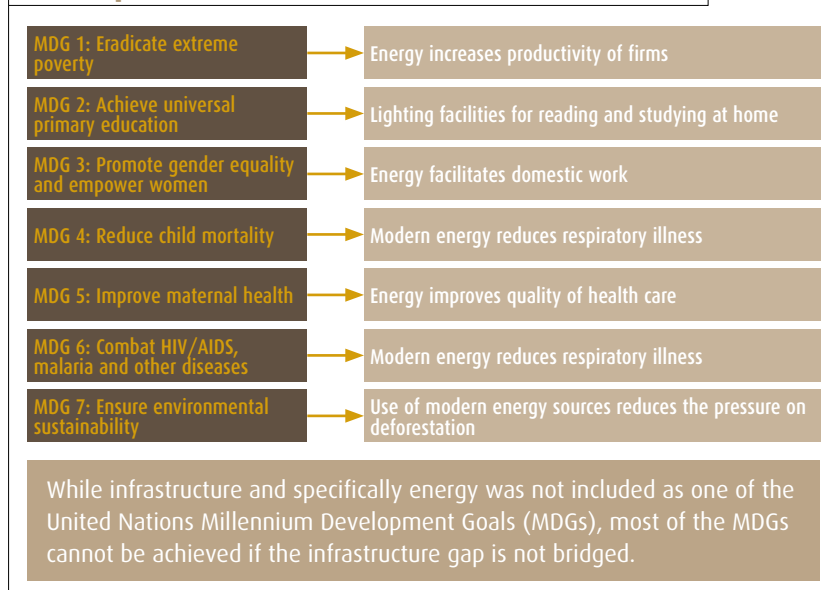 MDG 1: Eradicate extreme
poverty
Energy increases productivity of firms
MDG 2: Achieve universal
primary education
Lighting facilities for reading and studying at home
MDG 3: Promote gender equality
and empower women
Energy facilitates domestic work
MDG 4: Reduce child mortality
Modern energy reduces respiratory illness
MDG 5: Improve maternal health
Energy improves quality of health care
MDG 6: Combat HIV/AIDS,
malaria and other diseases
Modern energy reduces respiratory illness
MDG 7: Ensure environmental
sustainability
Use of modern energy sources reduces the pressure on
deforestation
While infrastructure and specifically energy was not included as one of the
United Nations Millennium Development Goals (MDGs), most of the MDGs
cannot be achieved if the infrastructure gap is not bridged.